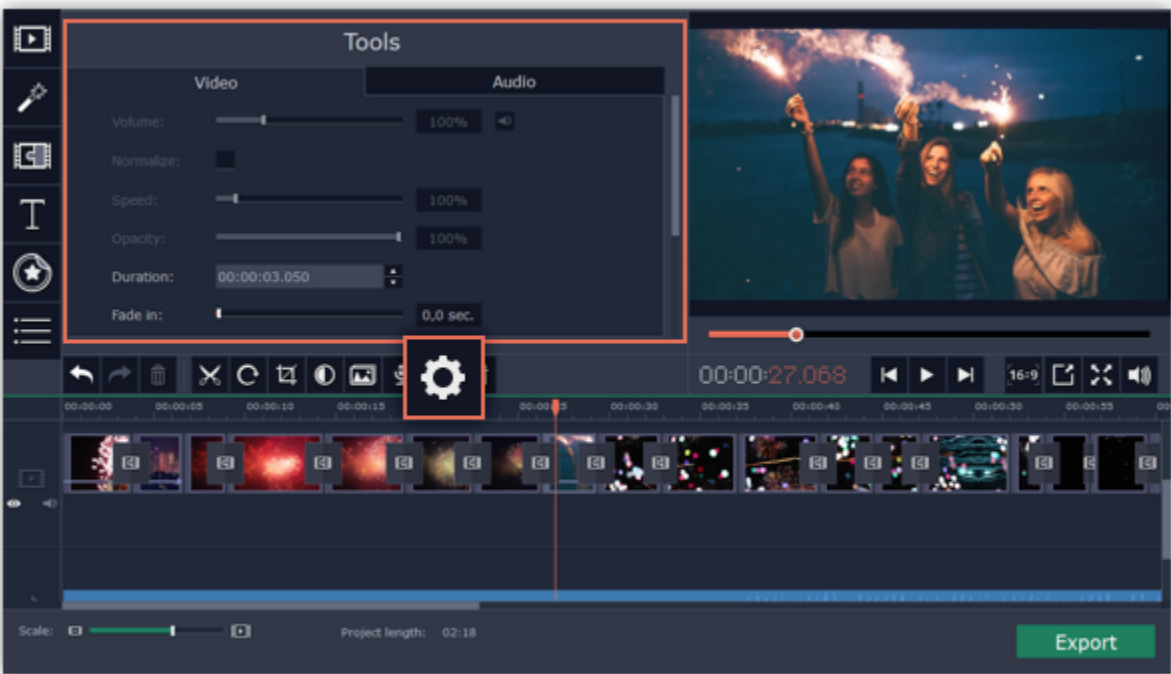 Tools
Video
Audio
Volume:
100%
Normalize:
Speed:
100%
Opacity:
100%
Duration:
00:00:03.050
Fade in:
0,0 sec.
T
00:00:27.068
16:9
00:00:00
00:00:05
00:00:10
00:00:15
00:00:30
00:00:35
00:00:40
00:00:45
00:00:50
00:00:55
Scale:
Project length: 02:18
Export